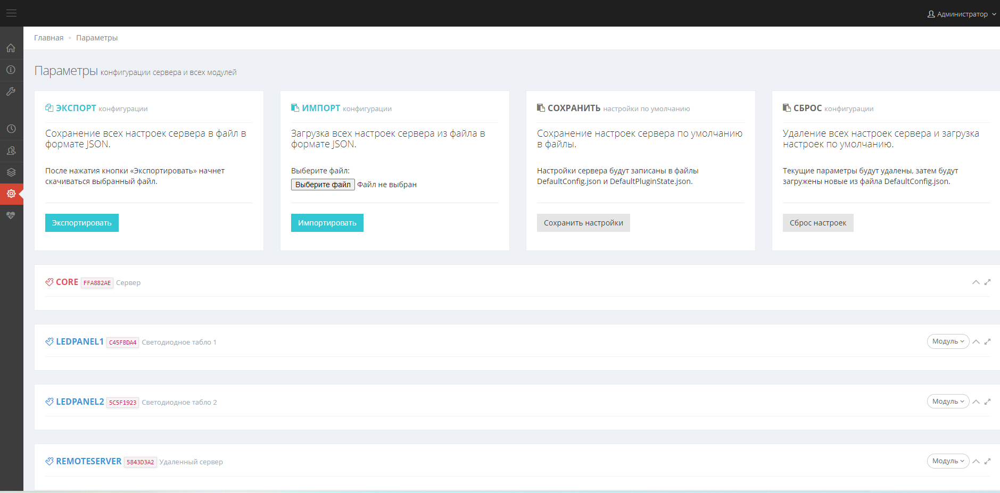 Администратор
Главная • Параметры
Параметры конфигурации сервера и всех модулей
ЭКСПОРТ конфигурации
Сохранение всех настроек сервера в файл в
формате JSON.
После нажатия кнопки «Экспортировать» начнет
скачиваться выбранный файл.
Экспортировать
ИМПОРТ конфигурации
Загрузка всех настроек сервера из файла в
формате JSON.
Выберите файл:
Выберите файл Файл не выбран
Импортировать
СОХРАНИТЬ настройки по умолчанию
Сохранение настроек сервера по умолчанию
в файлы.
Настройки сервера будут записаны в файлы
DefaultConfig.json и DefaultPluginState.json.
Сохранить настройки
СБРОС конфигурации
Удаление всех настроек сервера и загрузка
настроек по умолчанию.
Текущие параметры будут удалены, затем будут
загружены новые из файла DefaultConfig.json.
Сброс настроек
CORE FFA882AE Сервер
LEDPANEL1 C45FBDA4 Светодиодное табло 1
Модуль
LEDPANEL2 5C5F1923 Светодиодное табло 2
Модуль
REMOTESERVER 5843D3A2 Удаленный сервер
Модуль